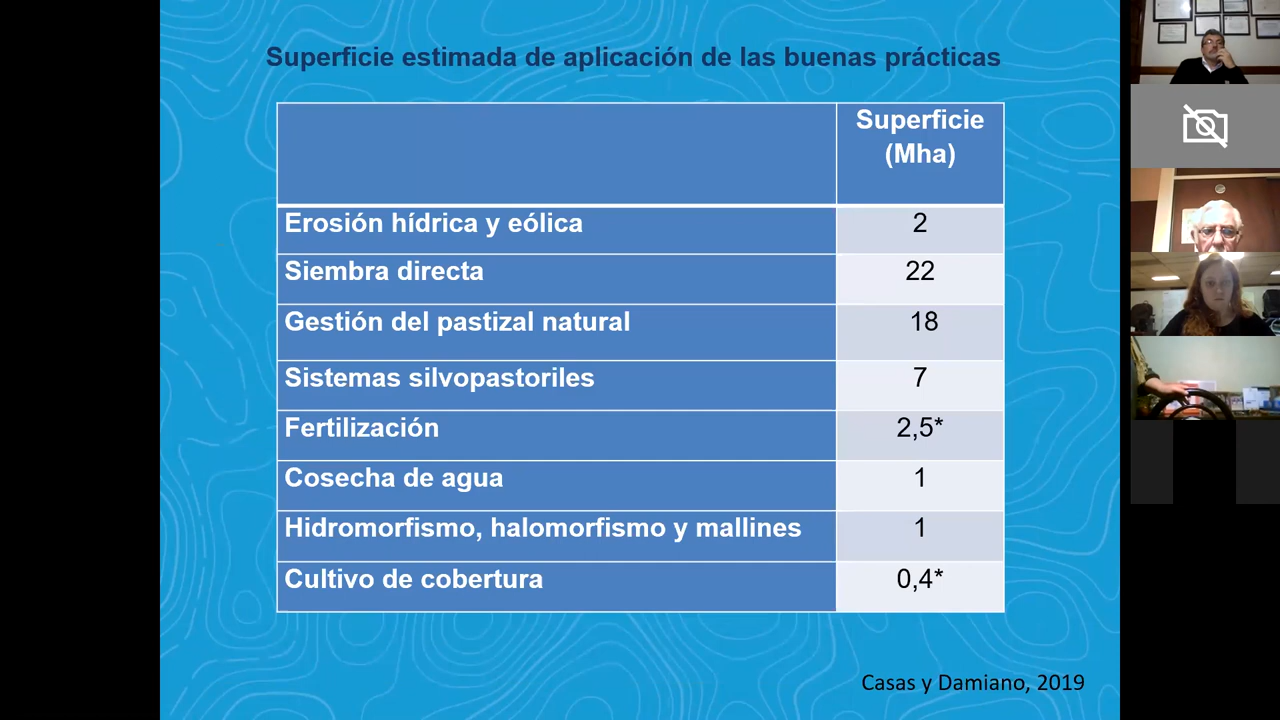 Superficie estimada de aplicación de las buenas prácticas
Superficie
(Mha)
Erosión hídrica y eólica 2
Siembra directa 22
Gestión del pastizal natural 18
Sistemas silvopastoriles 7
Fertilización 2,5*
Cosecha de agua 1
Hidromorfismo, halomorfismo y mallines 1
Cultivo de cobertura 0,4*
Casas y Damiano, 2019